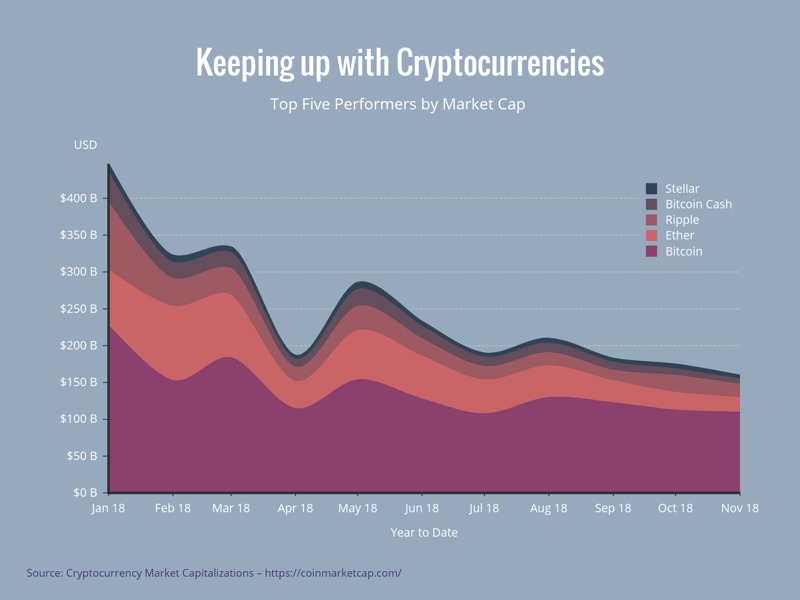 Keeping up with Cryptocurrencies
Top Five Performers by Market Cap
USD
$400 B
$350 B
$300 B
$250 B
$200 B
$150 B
$100 B
$50 B
$0 B
Stellar
Bitcoin Cash
Ripple
Ether
Bitcoin
Jan 18 Feb 18 Mar 18 Apr 18 May 18 Jun 18 Jul 18 Aug 18 Sep 18 Oct 18 Nov 18
Year to Date
Source: Cryptocurrency Market Capitalizations – https://coinmarketcap.com/